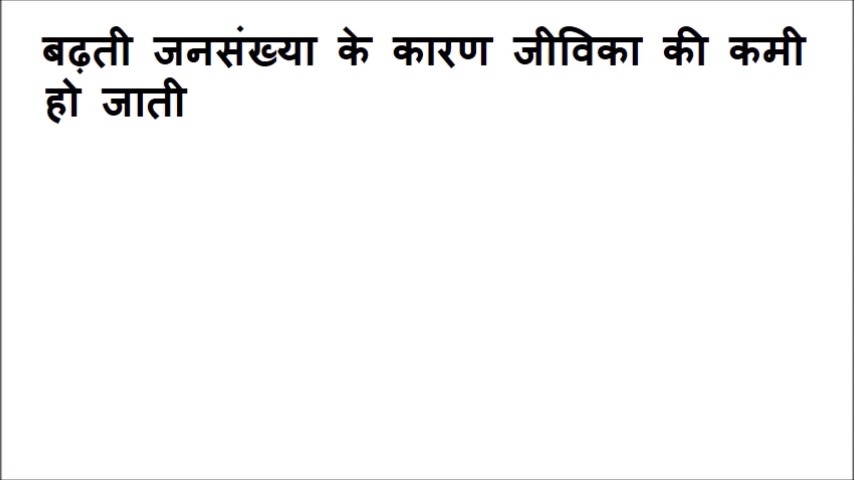 बढ़ती जनसंख्या के कारण जीविका की कमी
हो जाती